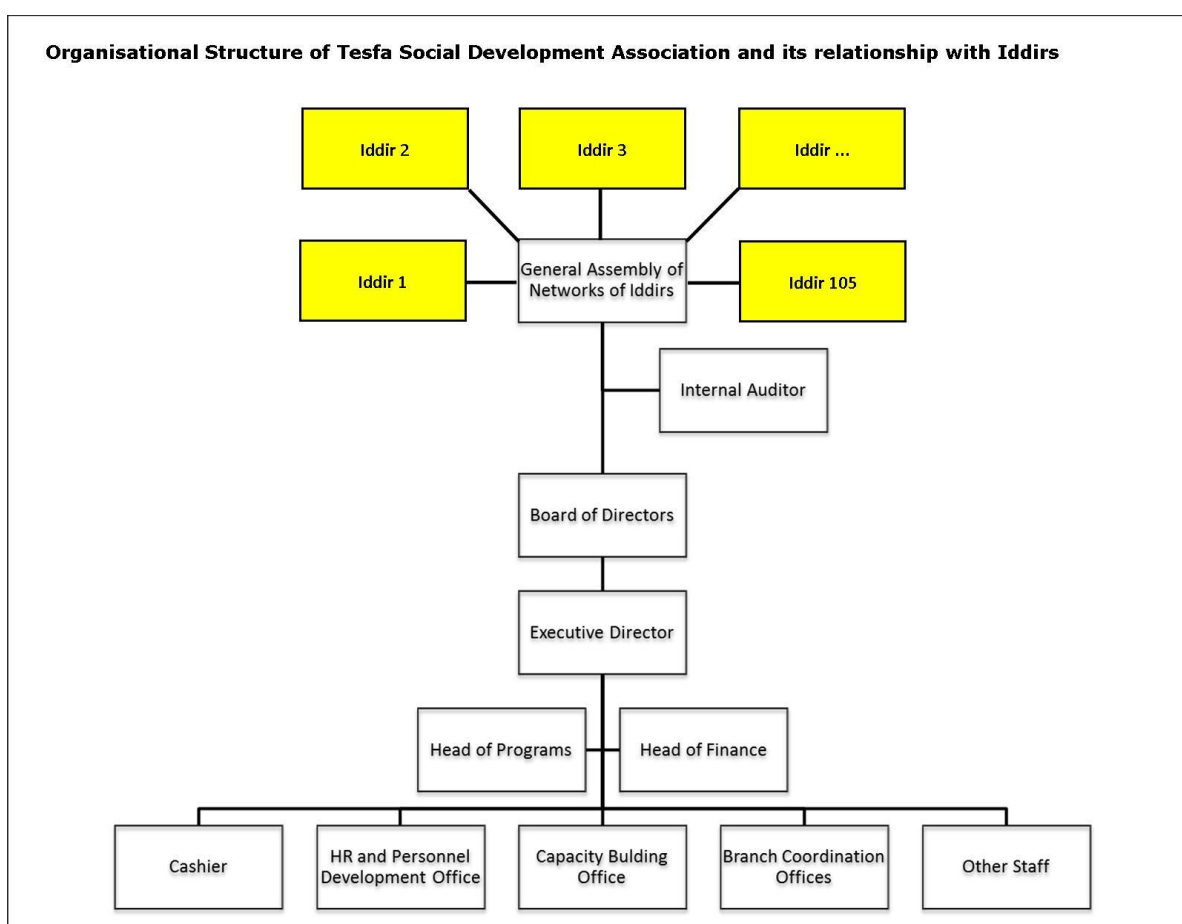 Organisational Structure of Tesfa Social Development Association and its relationship with Iddirs
Iddir 2
Iddir 3
Iddir ...
Iddir 1
General Assembly of
Networks of Iddirs
Iddir 105
Internal Auditor
Board of Directors
Executive Director
Head of Programs
Head of Finance
Cashier
HR and Personnel
Development Office
Capacity Bulding
Office
Branch Coordination
Offices
Other Staff